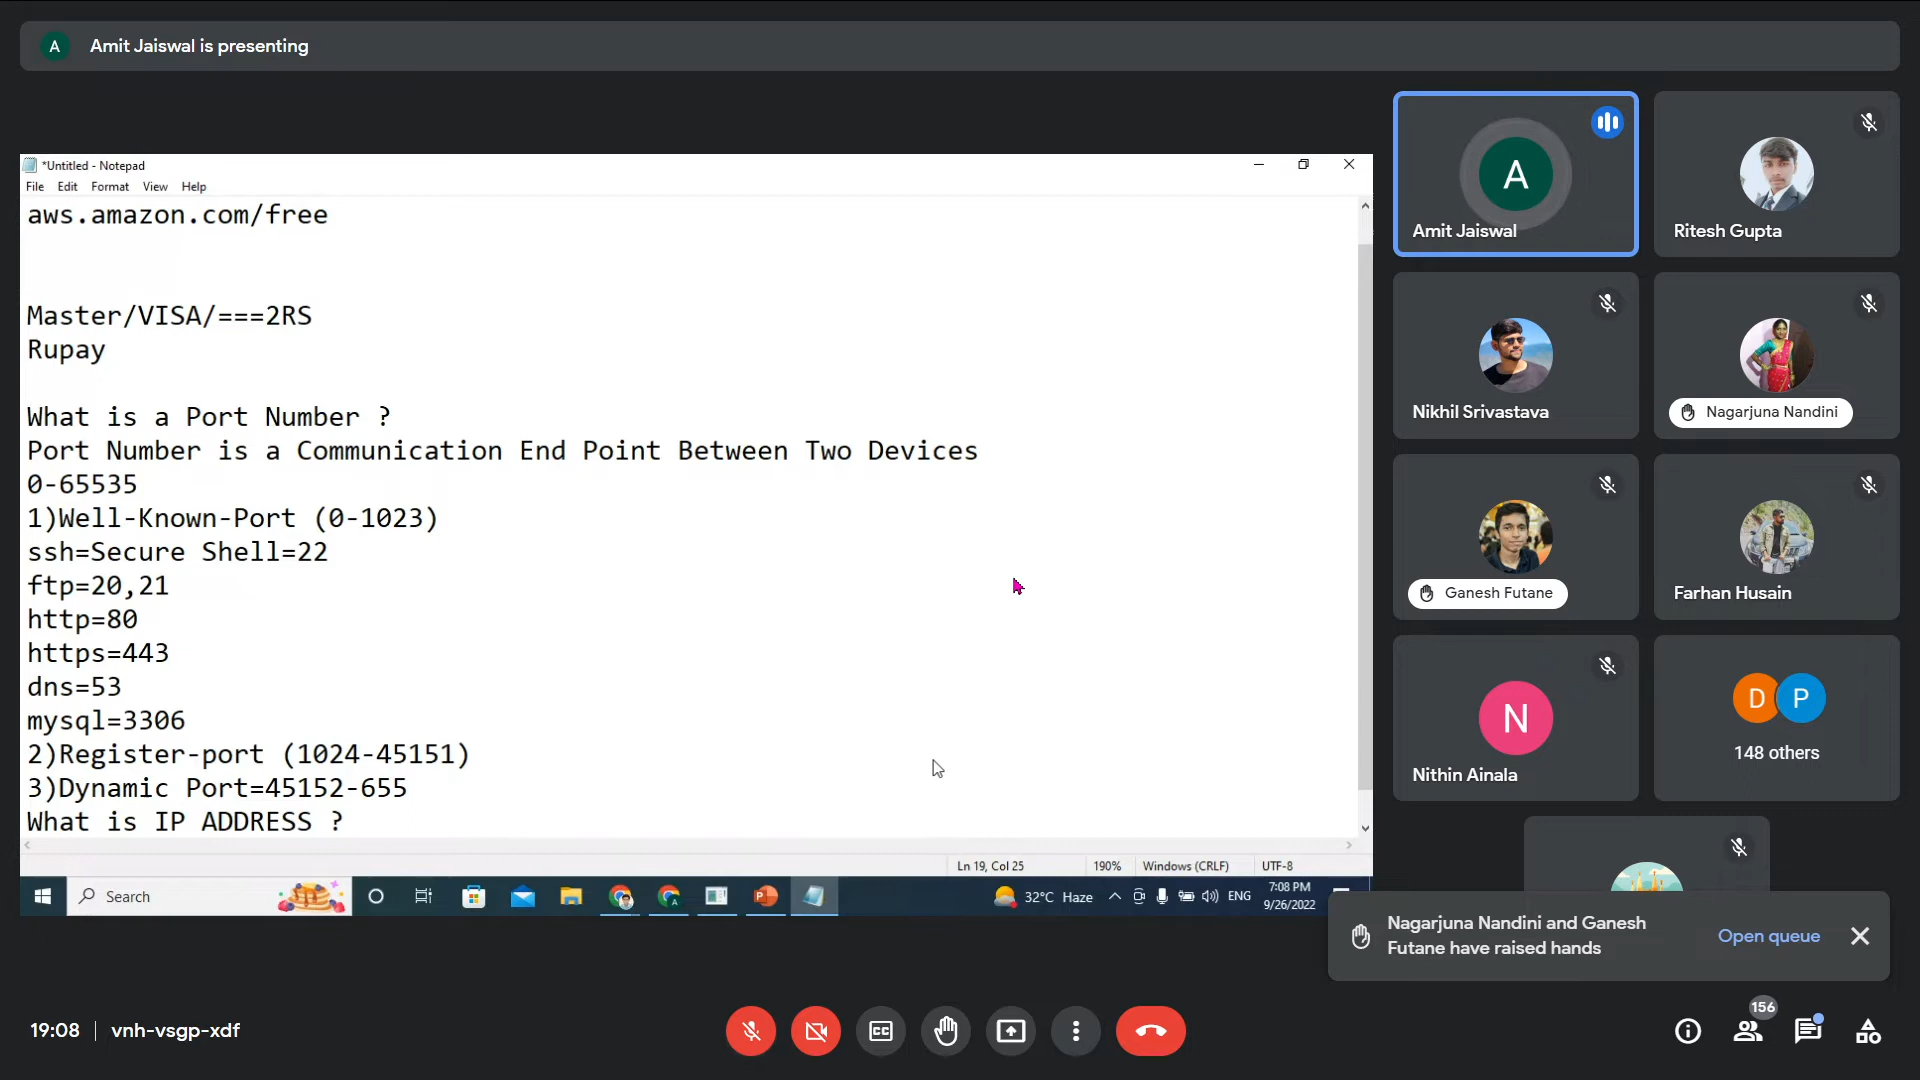 A
Amit Jaiswal is presenting
*Untitled - Notepad
File Edit Format View Help
aws.amazon.com/free
Master/VISA/===2RS
Rupay
What is a Port Number ?
Port Number is a Communication End Point Between Two Devices
0-65535
1)Well-Known-Port (0-1023)
ssh=Secure Shell=22
ftp=20,21
http=80
https=443
dns=53
mysql=3306
2)Register-port (1024-45151)
3)Dynamic Port=45152-655
What is IP ADDRESS ?
Ln 19, Col 25
190%
Windows (CRLF)
UTF-8
Search
32°C Haze
ENG
7:08 PM
9/26/2022
A
Amit Jaiswal
Ritesh Gupta
Nikhil Srivastava
Nagarjuna Nandini
Ganesh Futane
Farhan Husain
N
Nithin Ainala
D P
148 others
Nagarjuna Nandini and Ganesh
Futane have raised hands
Open queue
19:08 | vnh-vsgp-xdf
CC
156